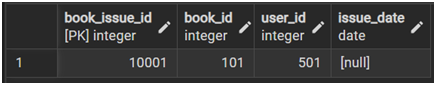 book_issue_id book_id user_id issue_date
[PK] integer integer integer date
1 10001 101 501 [null]